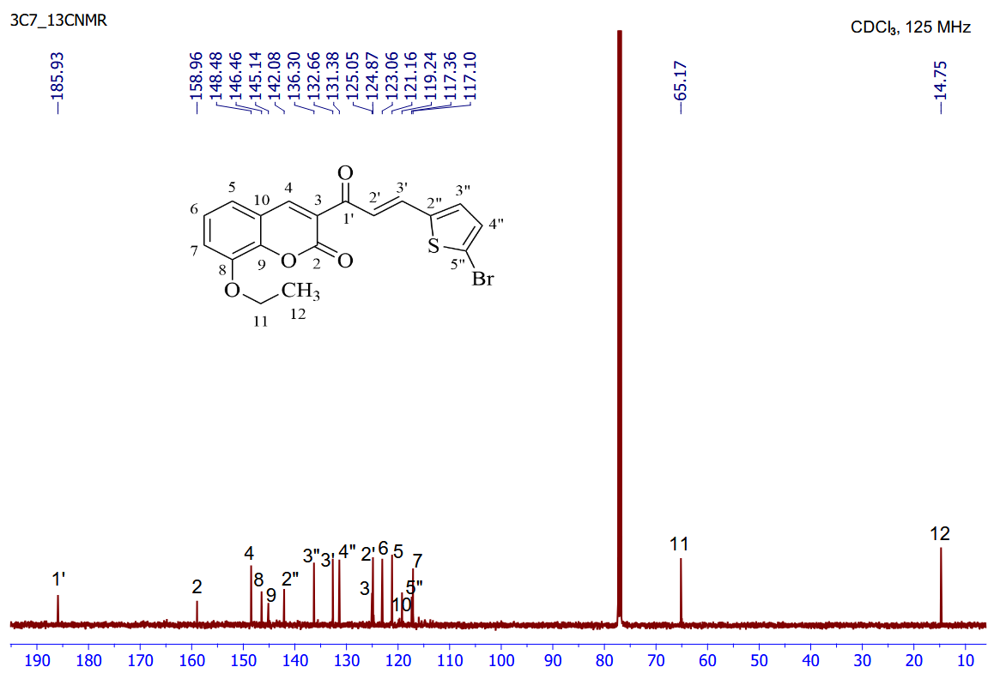 3C7_13CNMR
CDCl₃, 125 MHz
185.93
158.96
148.48
146.46
145.14
142.08
136.30
132.66
131.38
125.05
124.87
123.06
121.16
119.24
117.36
117.10
65.17
14.75
O
5 4 3' 3''
6 10 3 2' 2'' 4''
1'
7 O O S
8 9 2 5''
O CH₃ Br
11 12
1' 2 4 8 9 2'' 3'' 3' 4'' 3 2' 6 5 10 5'' 7 11 12
190 180 170 160 150 140 130 120 110 100 90 80 70 60 50 40 30 20 10